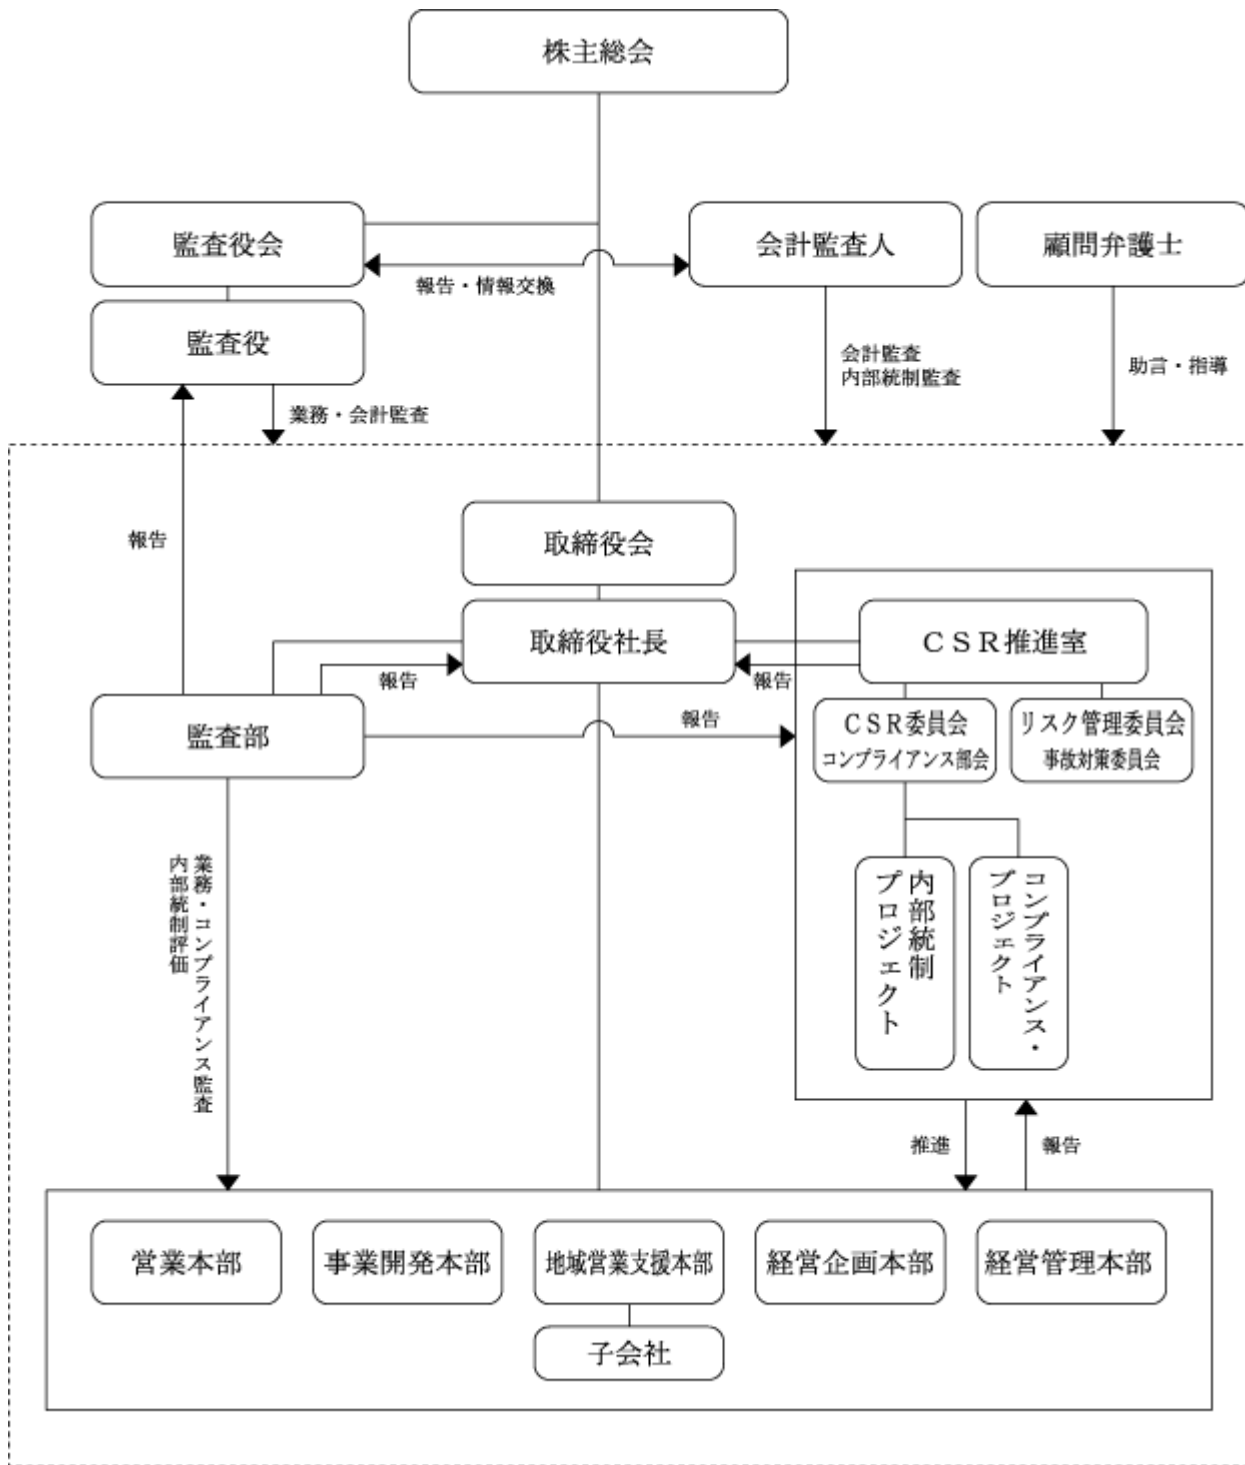 株主総会
監査役会
会計監査人
顧問弁護士
報告・情報交換
監査役
会計監査
内部統制監査
助言・指導
業務・会計監査
報告
取締役会
取締役社長
ＣＳＲ推進室
報告
報告
監査部
報告
ＣＳＲ委員会
コンプライアンス部会
リスク管理委員会
事故対策委員会
業務・コンプライアンス監査
内部統制評価
内部統制
プロジェクト
コンプライアンス・
プロジェクト
推進
報告
営業本部
事業開発本部
地域営業支援本部
経営企画本部
経営管理本部
子会社